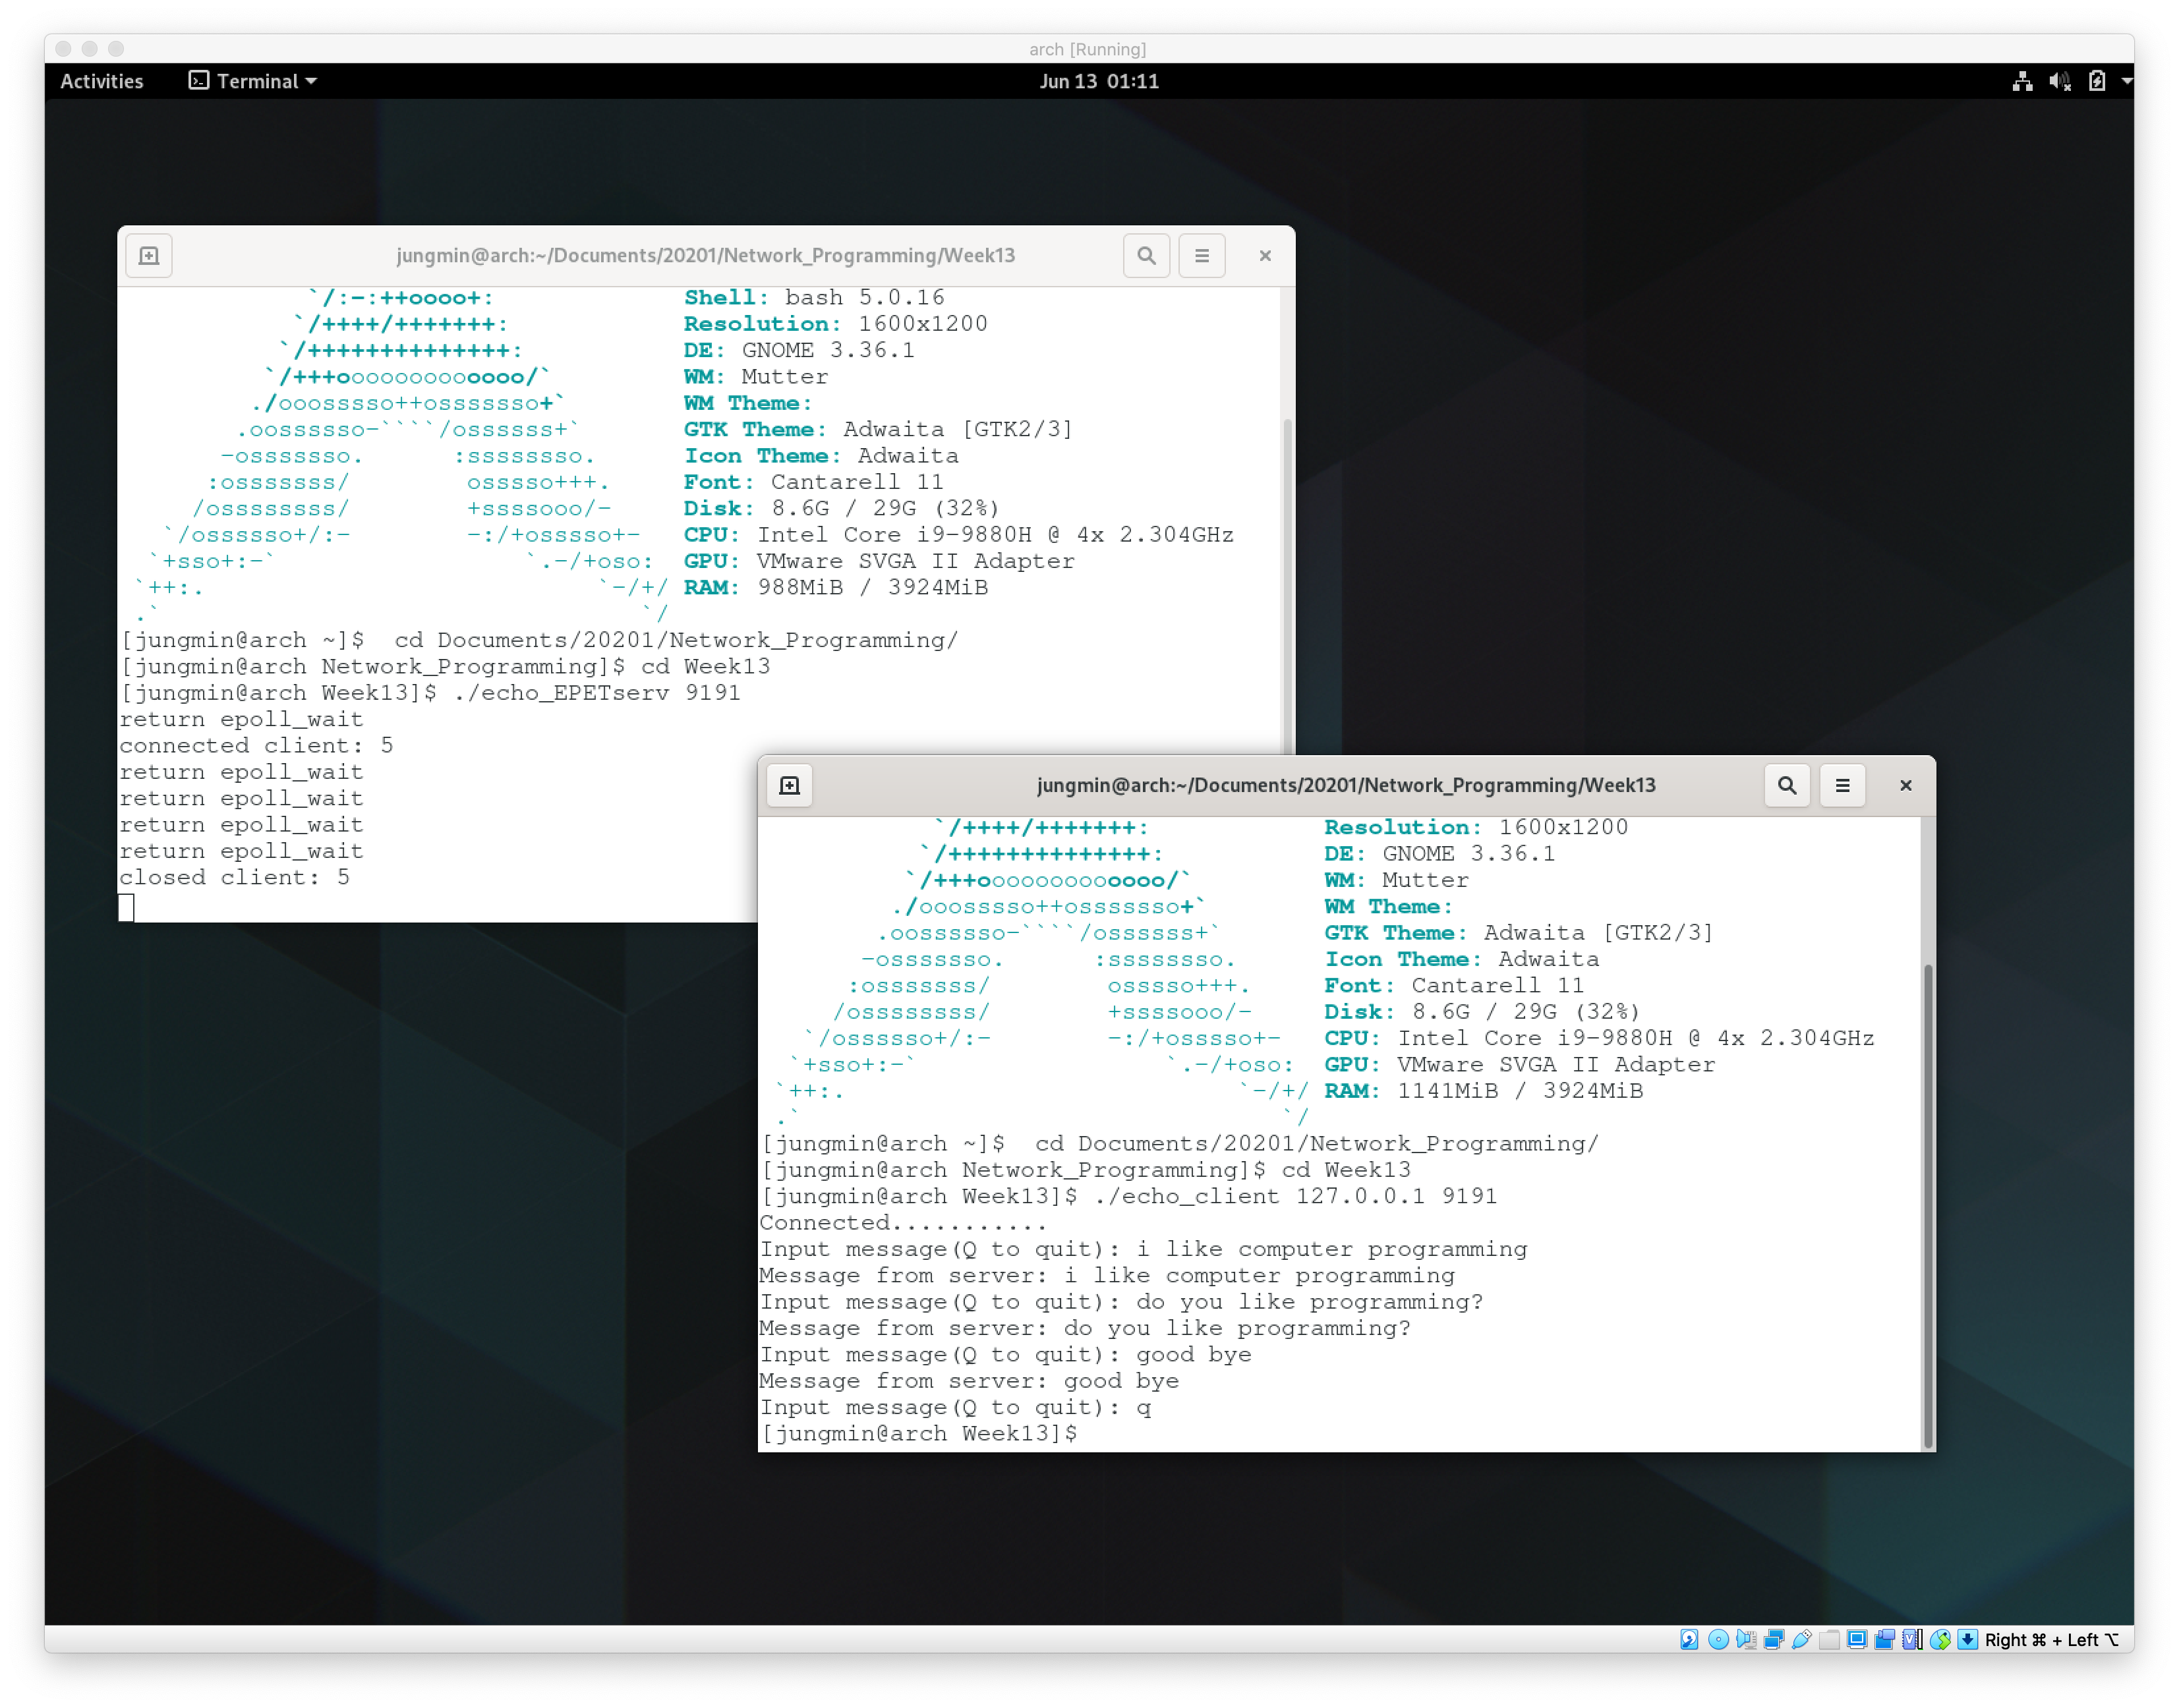 arch [Running]
Activities Terminal Jun 13 01:11
jungmin@arch:~/Documents/20201/Network_Programming/Week13
`/:-:++oooo+: Shell: bash 5.0.16
`/++++/+++++++: Resolution: 1600x1200
`/++++++++++++++: DE: GNOME 3.36.1
`/+++ooooooooooooo/` WM: Mutter
./ooosssso++osssssso+` WM Theme:
.oossssso-````/ossssss+` GTK Theme: Adwaita [GTK2/3]
-osssssso. :ssssssso. Icon Theme: Adwaita
:osssssss/ osssso+++. Font: Cantarell 11
/ossssssss/ +ssssooo/- Disk: 8.6G / 29G (32%)
`/ossssso+/:- -:/+osssso+- CPU: Intel Core i9-9880H @ 4x 2.304GHz
`+sso+:-` `.-/+oso: GPU: VMware SVGA II Adapter
`++:. `-/+/ RAM: 988MiB / 3924MiB
.` `/
[jungmin@arch ~]$  cd Documents/20201/Network_Programming/
[jungmin@arch Network_Programming]$ cd Week13
[jungmin@arch Week13]$ ./echo_EPETserv 9191
return epoll_wait
connected client: 5
return epoll_wait
return epoll_wait
return epoll_wait
return epoll_wait
closed client: 5
jungmin@arch:~/Documents/20201/Network_Programming/Week13
`/++++/+++++++: Resolution: 1600x1200
`/++++++++++++++: DE: GNOME 3.36.1
`/+++ooooooooooooo/` WM: Mutter
./ooosssso++osssssso+` WM Theme:
.oossssso-````/ossssss+` GTK Theme: Adwaita [GTK2/3]
-osssssso. :ssssssso. Icon Theme: Adwaita
:osssssss/ osssso+++. Font: Cantarell 11
/ossssssss/ +ssssooo/- Disk: 8.6G / 29G (32%)
`/ossssso+/:- -:/+osssso+- CPU: Intel Core i9-9880H @ 4x 2.304GHz
`+sso+:-` `.-/+oso: GPU: VMware SVGA II Adapter
`++:. `-/+/ RAM: 1141MiB / 3924MiB
.` `/
[jungmin@arch ~]$  cd Documents/20201/Network_Programming/
[jungmin@arch Network_Programming]$ cd Week13
[jungmin@arch Week13]$ ./echo_client 127.0.0.1 9191
Connected...........
Input message(Q to quit): i like computer programming
Message from server: i like computer programming
Input message(Q to quit): do you like programming?
Message from server: do you like programming?
Input message(Q to quit): good bye
Message from server: good bye
Input message(Q to quit): q
[jungmin@arch Week13]$
Right ⌘ + Left ⌥